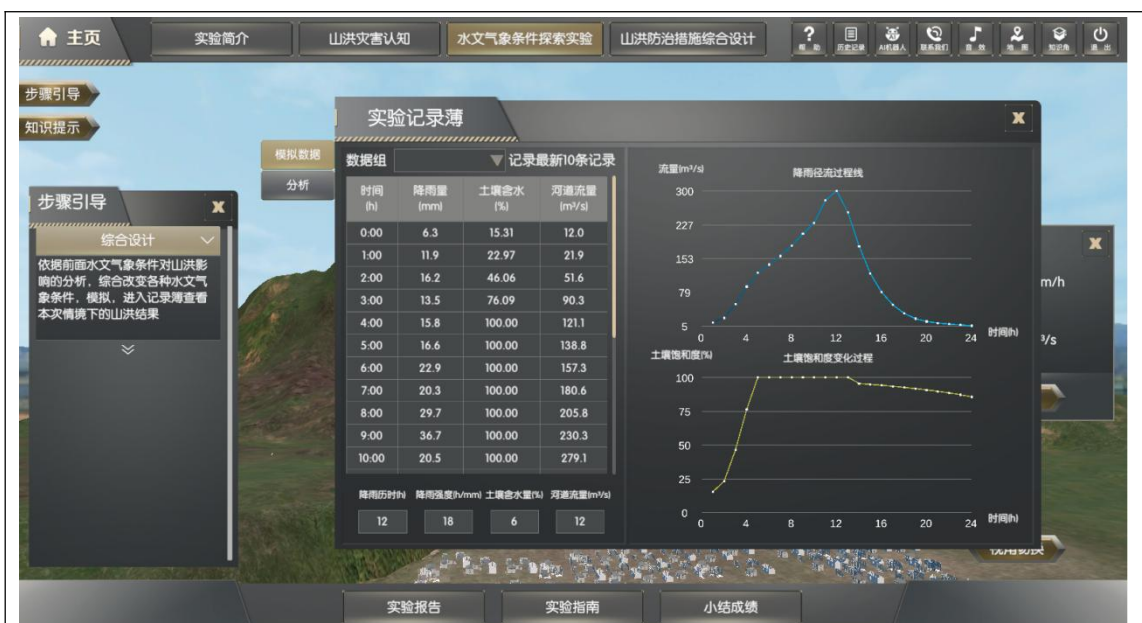 主页
实验简介
山洪灾害认知
水文气象条件探索实验
山洪防治措施综合设计
?
帮 助
历史记录
AI机器人
联系我们
音 效
地 图
知识角
退 出
步骤引导
知识提示
步骤引导
X
综合设计
依据前面水文气象条件对山洪影
响的分析，综合改变各种水文气
象条件，模拟，进入记录簿查看
本次情境下的山洪结果
模拟数据
分析
实验记录薄
X
数据组
记录最新10条记录
时间 降雨量 土壤含水 河道流量
(h) (mm) (%) (m³/s)
0:00 6.3 15.31 12.0
1:00 11.9 22.97 21.9
2:00 16.2 46.06 51.6
3:00 13.5 76.09 90.3
4:00 15.8 100.00 121.1
5:00 16.6 100.00 138.8
6:00 22.9 100.00 157.3
7:00 20.3 100.00 180.6
8:00 29.7 100.00 205.8
9:00 36.7 100.00 230.3
10:00 20.5 100.00 279.1
降雨历时(h) 降雨强度(h/mm) 土壤含水量(%) 河道流量(m³/s)
12 18 6 12
流量(m³/s)
降雨径流过程线
300
227
153
79
5
0 4 8 12 16 20 24 时间(h)
土壤饱和度(%)
土壤饱和度变化过程
100
75
50
25
0
0 4 8 12 16 20 24 时间(h)
X
m/h
³/s
视角切换
实验报告
实验指南
小结成绩